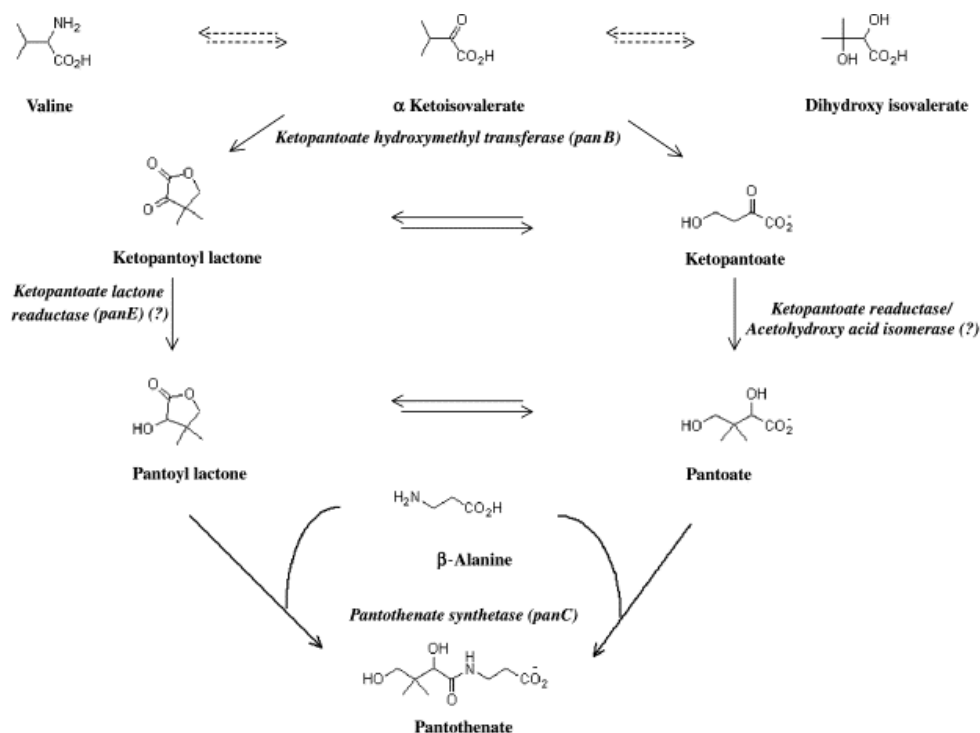 NH₂
CO₂H
Valine
O
CO₂H
α Ketoisovalerate
OH
OH CO₂H
Dihydroxy isovalerate
Ketopantoate hydroxymethyl transferase (panB)
O
O
O
Ketopantoyl lactone
O
HO
CO₂⁻
Ketopantoate
Ketopantoate lactone
reaductase (panE) (?)
Ketopantoate reaductase/
Acetohydroxy acid isomerase (?)
O
O
HO
Pantoyl lactone
OH
HO
CO₂⁻
Pantoate
H₂N
CO₂H
β-Alanine
Pantothenate synthetase (panC)
OH
H
N
HO
O
CO₂⁻
Pantothenate